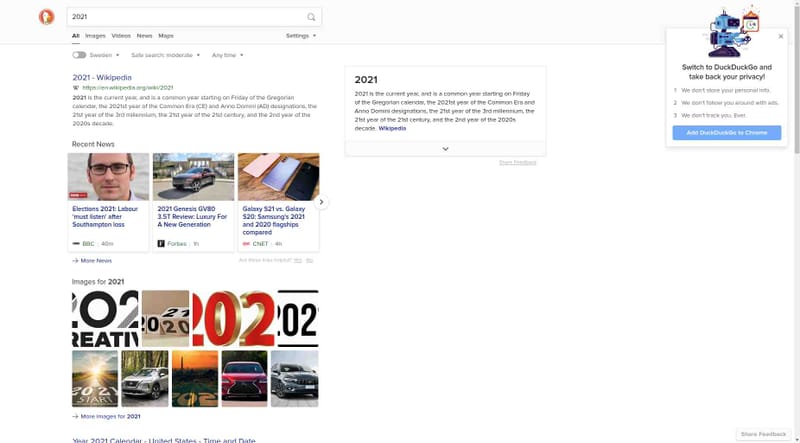 2021
All Images Videos News Maps Settings
Sweden Safe search: moderate Any time
2021 - Wikipedia
https://en.wikipedia.org/wiki/2021
2021 is the current year, and is a common year starting on Friday of the Gregorian
calendar, the 2021st year of the Common Era (CE) and Anno Domini (AD) designations, the
21st year of the 3rd millennium, the 21st year of the 21st century, and the 2nd year of the
2020s decade.
Recent News
Elections 2021: Labour
'must listen' after
Southampton loss
BBC · 40m
2021 Genesis GV80
3.5T Review: Luxury For
A New Generation
Forbes · 1h
Galaxy S21 vs. Galaxy
S20: Samsung's 2021
and 2020 flagships
compared
CNET · 4h
→ More News
Are these links helpful? Yes No
Images for 2021
202
REATIV
2020
202
202
2021
START
→ More Images for 2021
Year 2021 Calendar - United States - Time and Date
2021
2021 is the current year, and is a common year starting on Friday of
the Gregorian calendar, the 2021st year of the Common Era and
Anno Domini designations, the 21st year of the 3rd millennium, the
21st year of the 21st century, and the 2nd year of the 2020s
decade. Wikipedia
Share Feedback
Switch to DuckDuckGo and
take back your privacy!
1 We don't store your personal info.
2 We don't follow you around with ads.
3 We don't track you. Ever.
Add DuckDuckGo to Chrome
Share Feedback